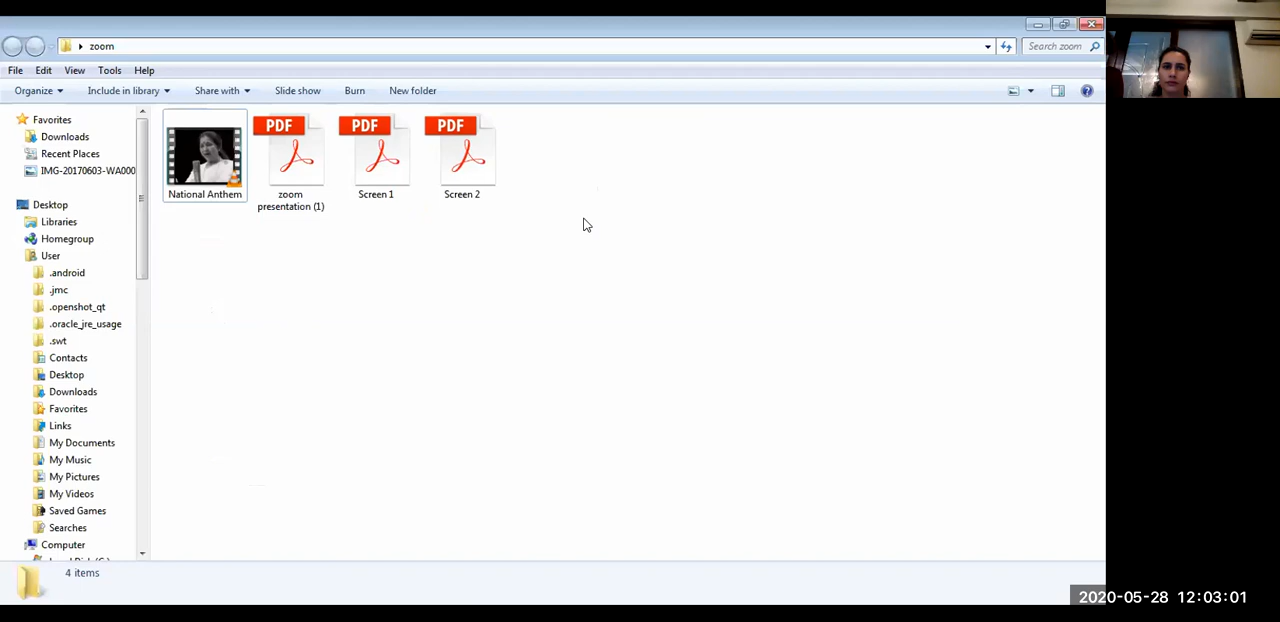 zoom
Search zoom
File Edit View Tools Help
Organize Include in library Share with Slide show Burn New folder
Favorites
Downloads
Recent Places
IMG-20170603-WA000
Desktop
Libraries
Homegroup
User
.android
.jmc
.openshot_qt
.oracle_jre_usage
.swt
Contacts
Desktop
Downloads
Favorites
Links
My Documents
My Music
My Pictures
My Videos
Saved Games
Searches
Computer
PDF PDF PDF
National Anthem
zoom
presentation (1)
Screen 1
Screen 2
4 items
2020-05-28 12:03:01